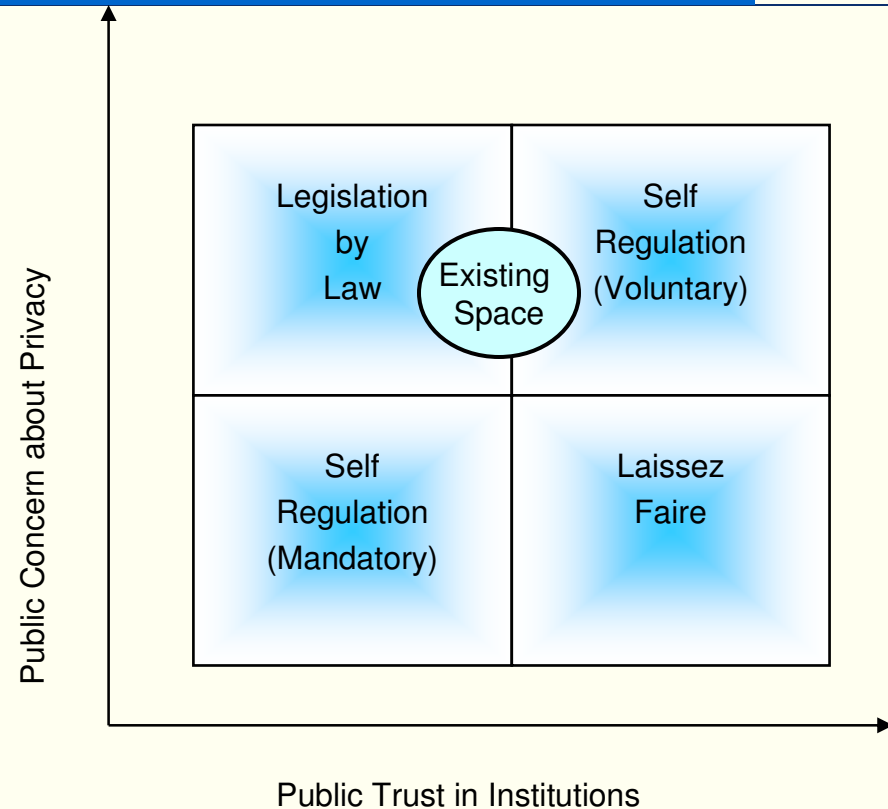 Public Concern about Privacy
Legislation
by
Law
Self
Regulation
(Voluntary)
Existing
Space
Self
Regulation
(Mandatory)
Laissez
Faire
Public Trust in Institutions